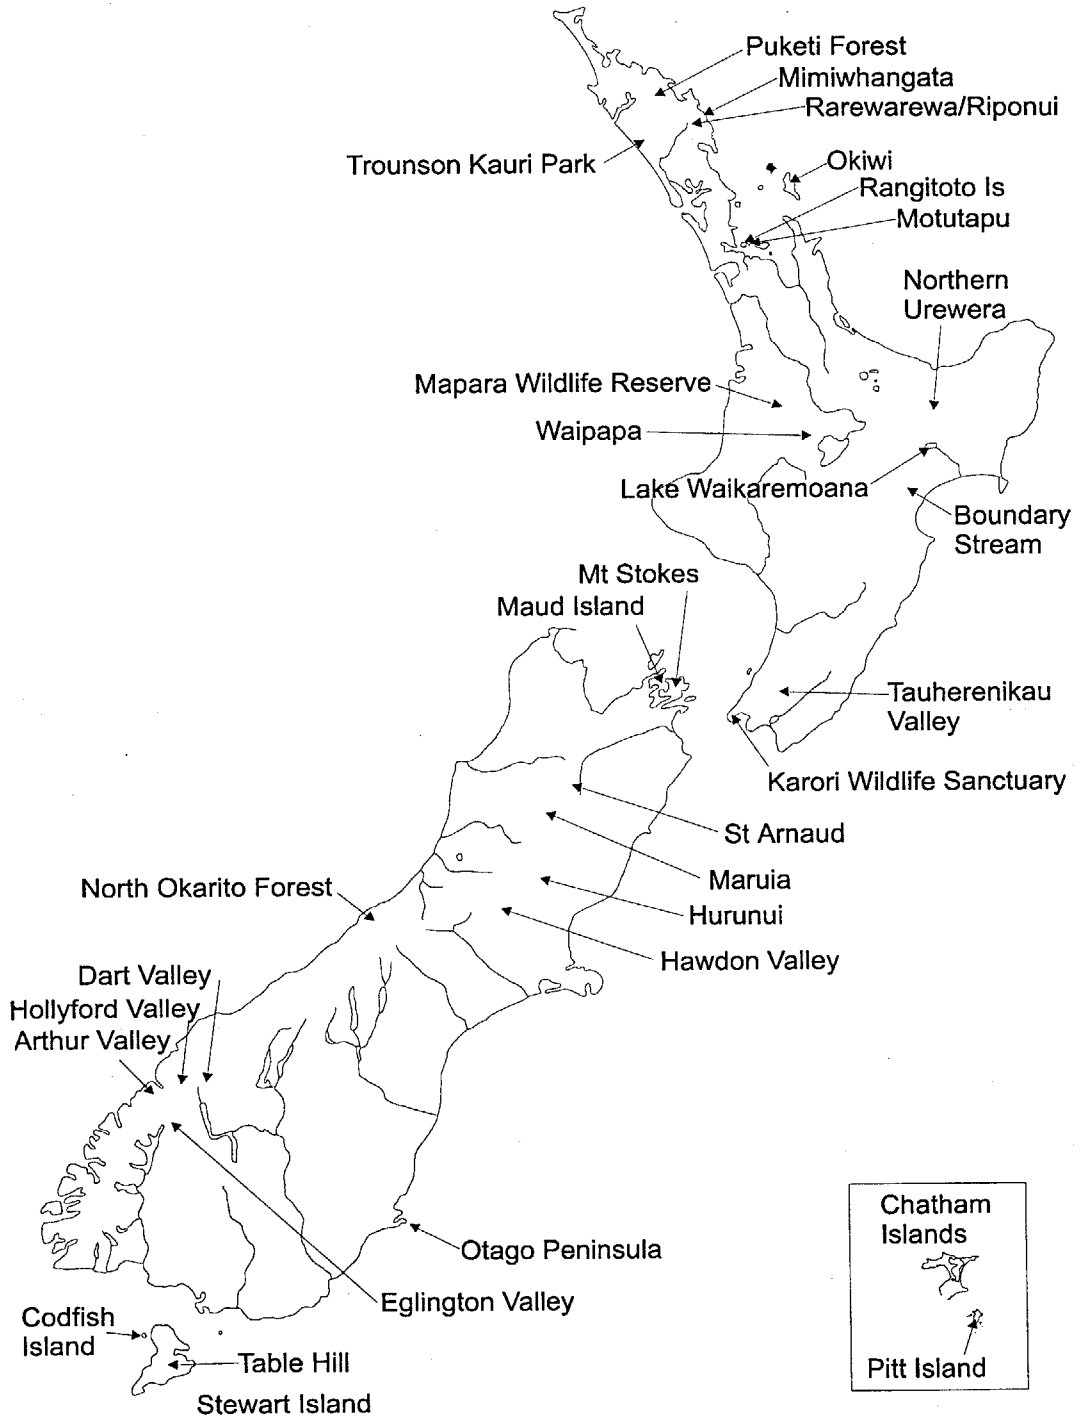 Puketi Forest
Mimiwhangata
Rarewarewa/Riponui
Trounson Kauri Park
Okiwi
Rangitoto Is
Motutapu
Northern
Urewera
Mapara Wildlife Reserve
Waipapa
Lake Waikaremoana
Boundary
Stream
Mt Stokes
Maud Island
Tauherenikau
Valley
Karori Wildlife Sanctuary
St Arnaud
Maruia
North Okarito Forest
Hurunui
Hawdon Valley
Dart Valley
Hollyford Valley
Arthur Valley
Chatham
Islands
Otago Peninsula
Eglington Valley
Codfish
Island
Table Hill
Pitt Island
Stewart Island